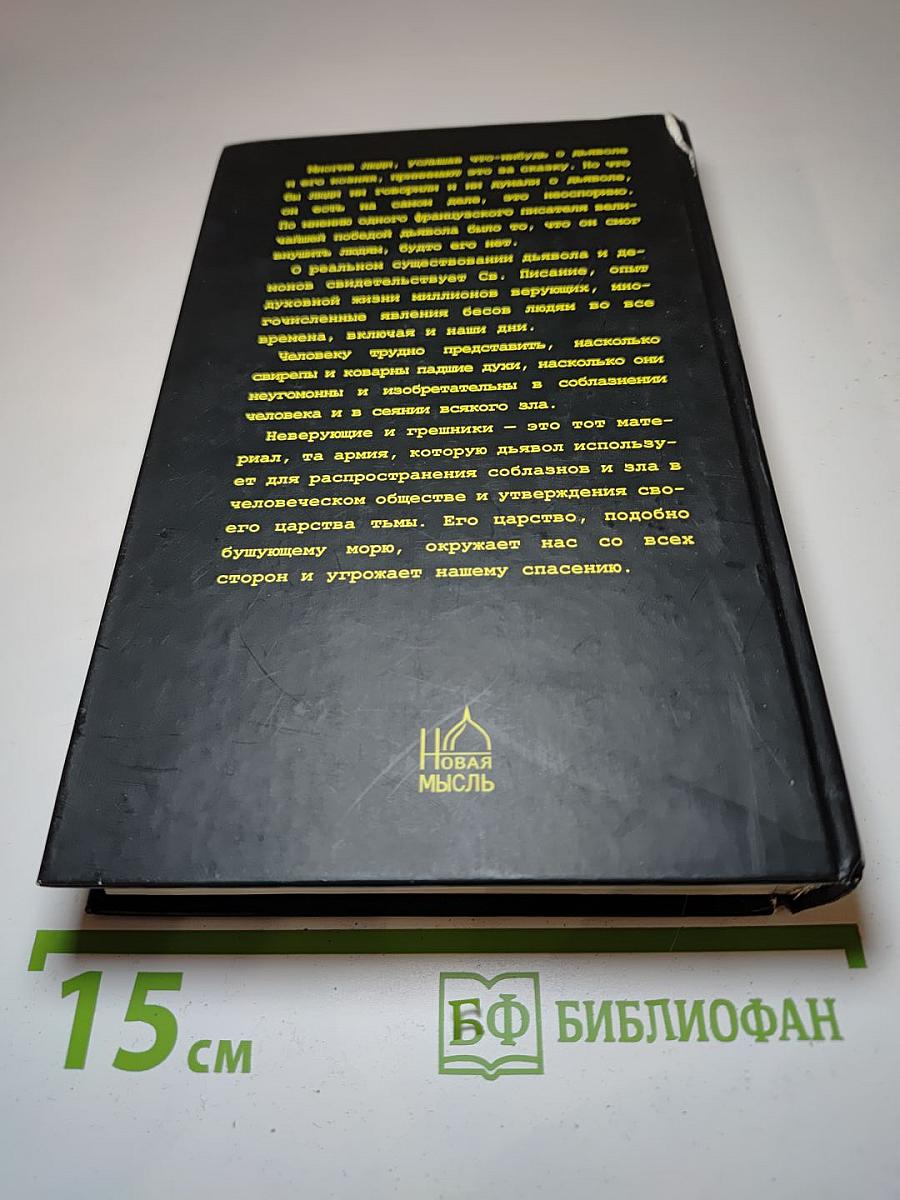 Многие люди, услышав что-нибудь о дьяволе
и его кознях, принимают это за сказку. Но что
бы люди ни говорили и ни думали о дьяволе,
он есть на самом деле, это неоспоримо.
По мнению одного французского писателя вели-
чайшей победой дьявола было то, что он смог
внушить людям, будто его нет.
О реальном существовании дьявола и де-
монов свидетельствует Св. Писание, опыт
духовной жизни миллионов верующих, мно-
гочисленные явления бесов людям во все
времена, включая и наши дни.
Человеку трудно представить, насколько
свирепы и коварны падшие духи, насколько они
неугомонны и изобретательны в соблазнении
человека и в сеянии всякого зла.
Неверующие и грешники — это тот мате-
риал, та армия, которую дьявол использу-
ет для распространения соблазнов и зла в
человеческом обществе и утверждения сво-
его царства тьмы. Его царство, подобно
бушующему морю, окружает нас со всех
сторон и угрожает нашему спасению.
НОВАЯ
МЫСЛЬ
15 см
БФ БИБЛИОФАН